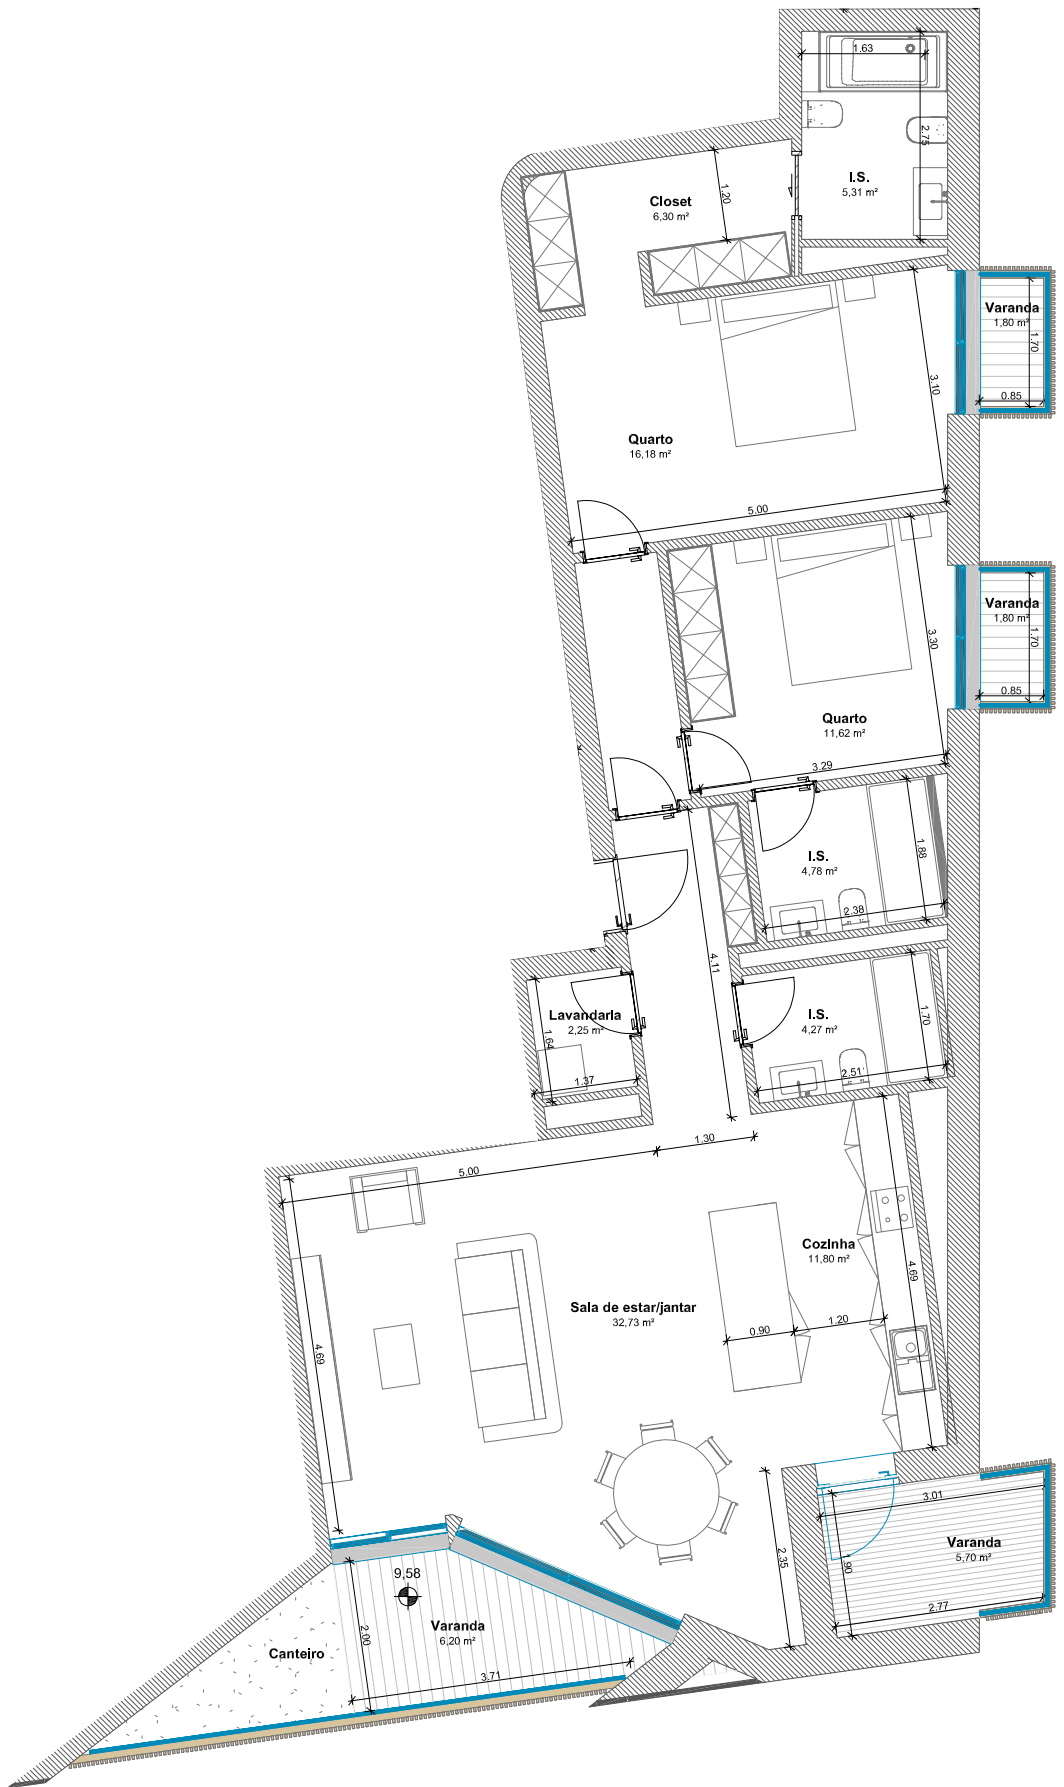 1.63
2.75
I.S.
5,31 m²
Closet
6,30 m²
1.20
Varanda
1,80 m²
1.70
0.85
3.10
Quarto
16,18 m²
5.00
Varanda
1,80 m²
1.70
0.85
3.30
Quarto
11,62 m²
3.29
I.S.
4,78 m²
1.88
2.38
4.11
Lavandaria
2,25 m²
1.64
1.37
I.S.
4,27 m²
1.70
2.51
1.30
5.00
Cozinha
11,80 m²
4.69
Sala de estar/jantar
32,73 m²
0.90
1.20
4.69
3.01
Varanda
5,70 m²
1.90
2.77
2.35
9,58
Varanda
6,20 m²
2.00
3.71
Canteiro